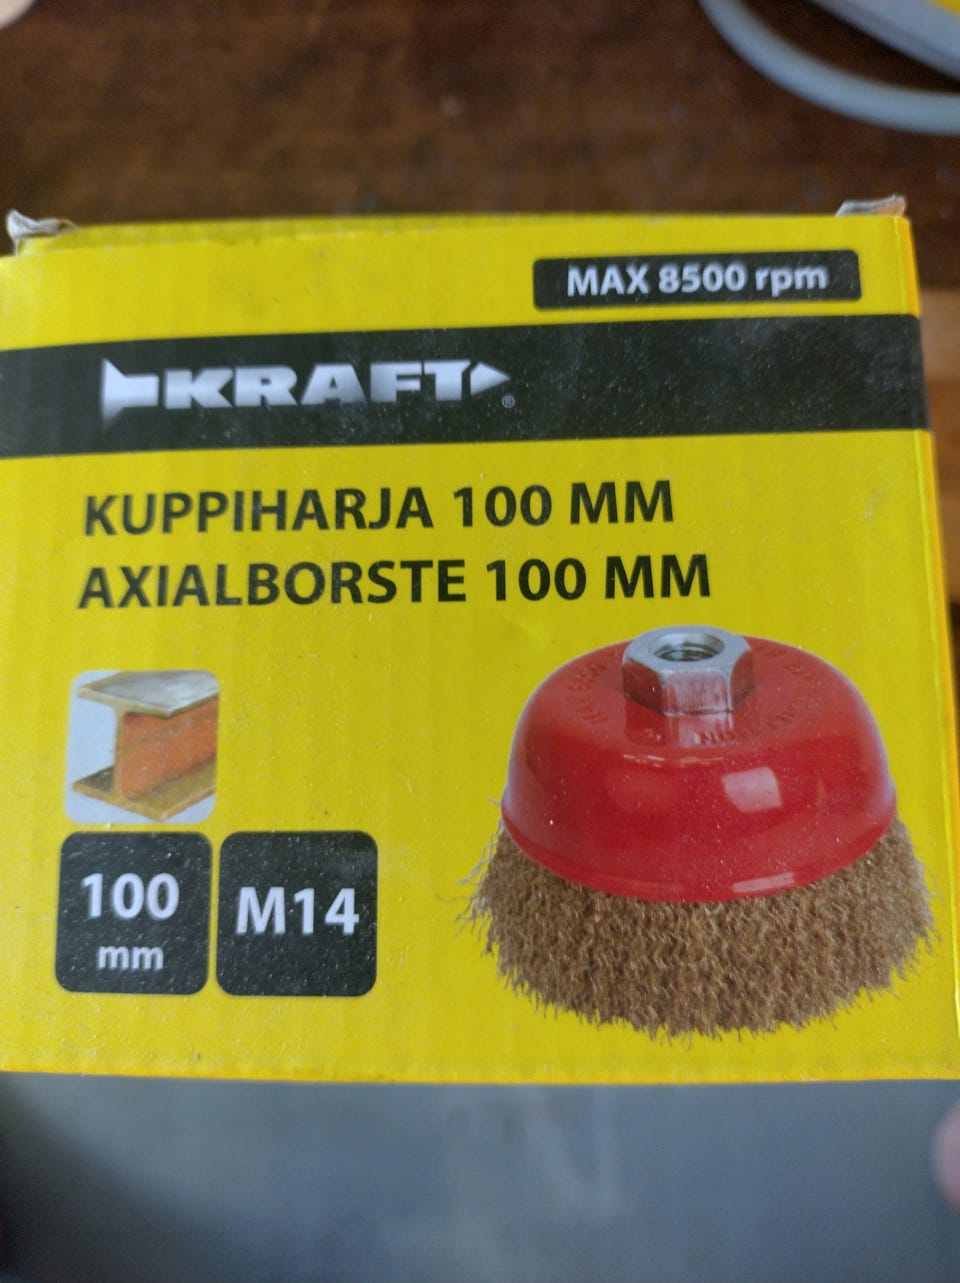 MAX 8500 rpm
KRAFT®
KUPPIHARJA 100 MM
AXIALBORSTE 100 MM
100
mm
M14